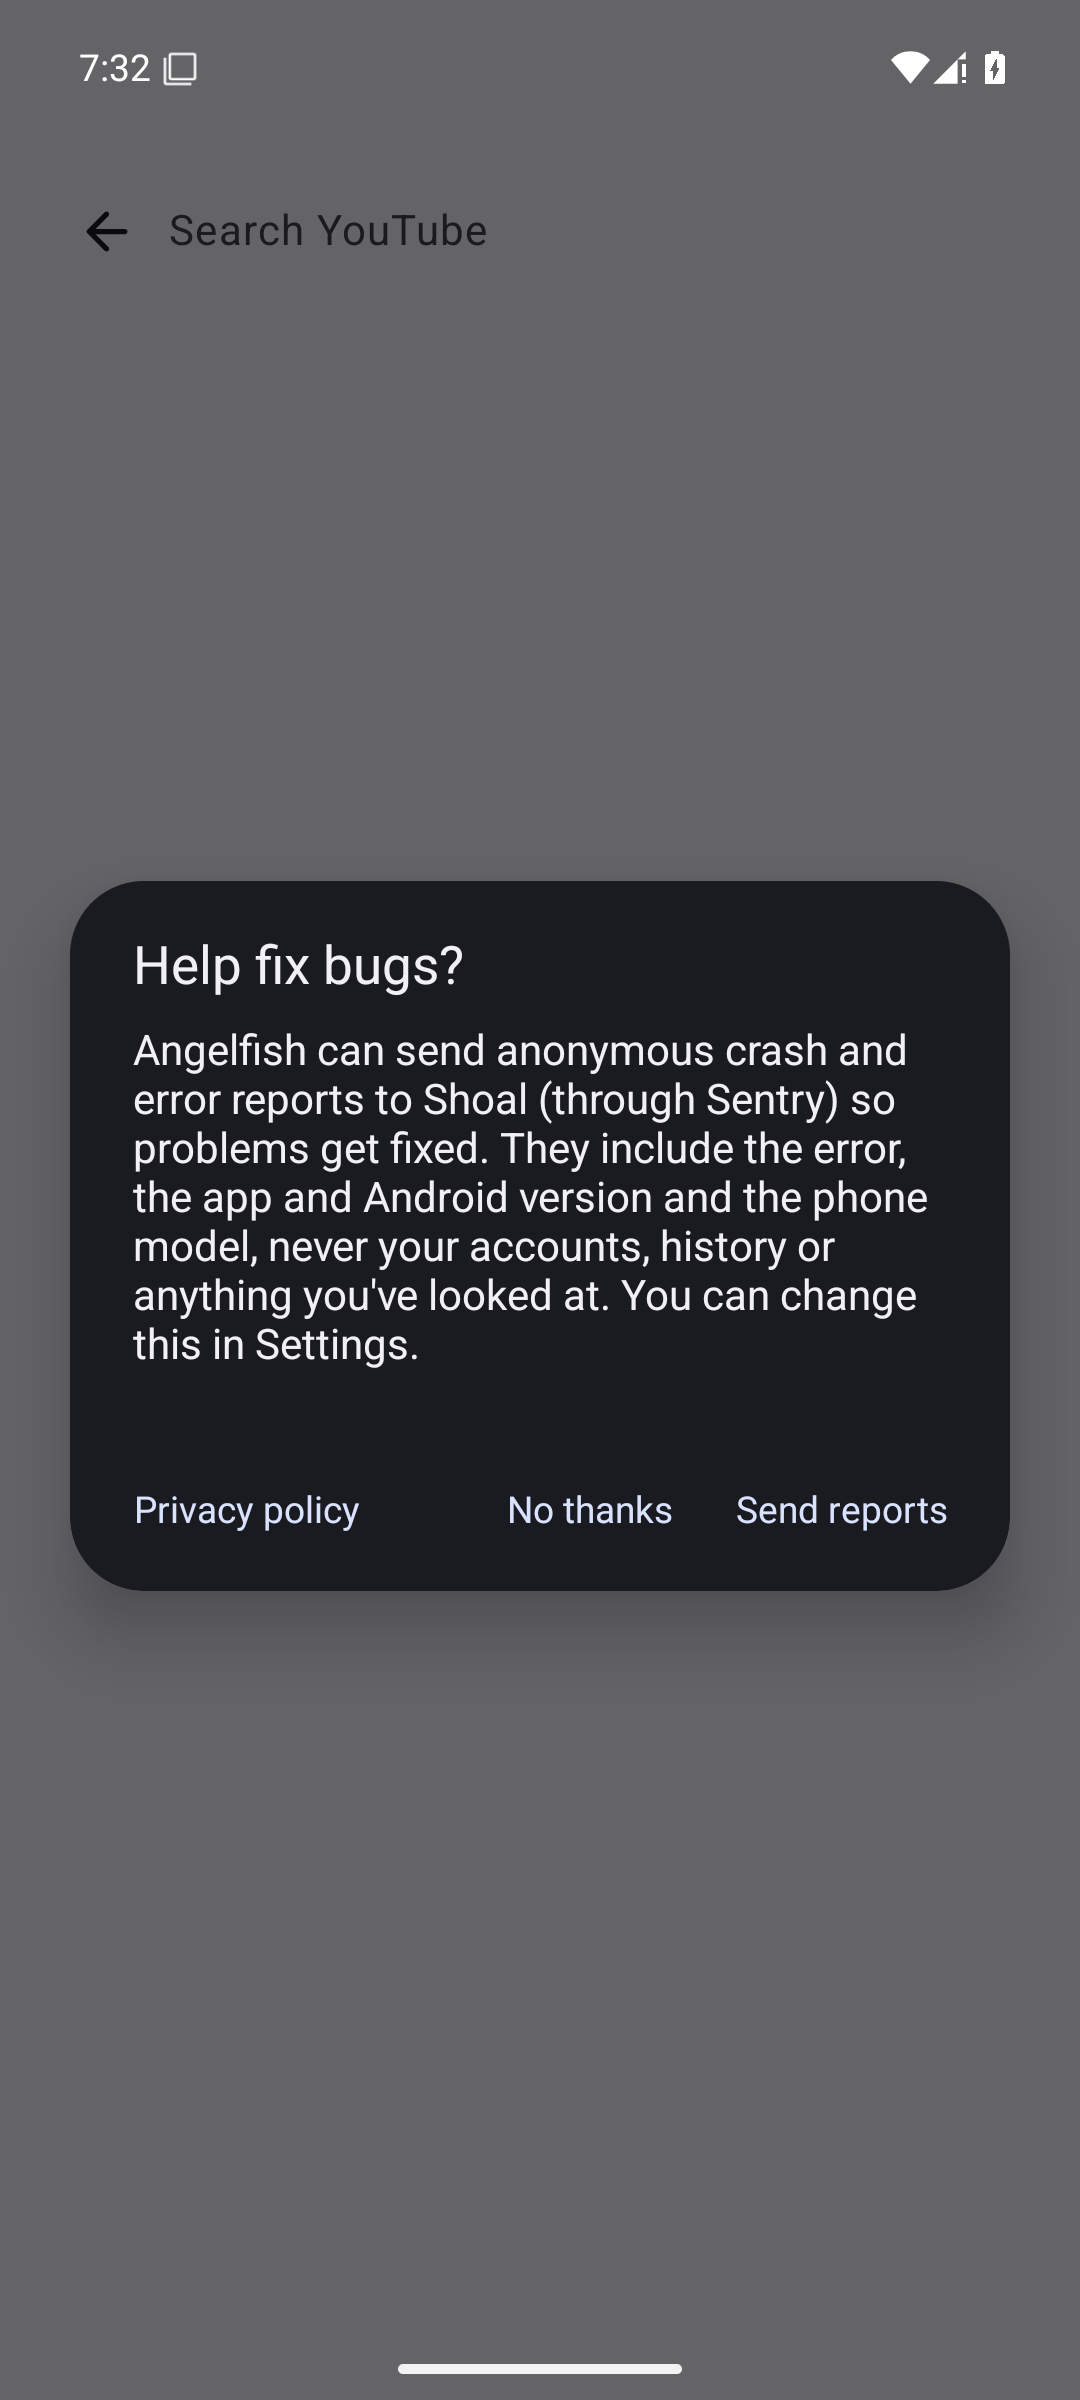 7:32
Search YouTube
Help fix bugs?
Angelfish can send anonymous crash and
error reports to Shoal (through Sentry) so
problems get fixed. They include the error,
the app and Android version and the phone
model, never your accounts, history or
anything you've looked at. You can change
this in Settings.
Privacy policy No thanks Send reports